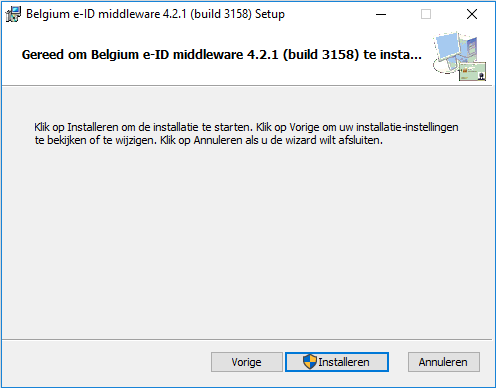 Belgium e-ID middleware 4.2.1 (build 3158) Setup
Gereed om Belgium e-ID middleware 4.2.1 (build 3158) te insta...
Klik op Installeren om de installatie te starten. Klik op Vorige om uw installatie-instellingen
te bekijken of te wijzigen. Klik op Annuleren als u de wizard wilt afsluiten.
Vorige Installeren Annuleren